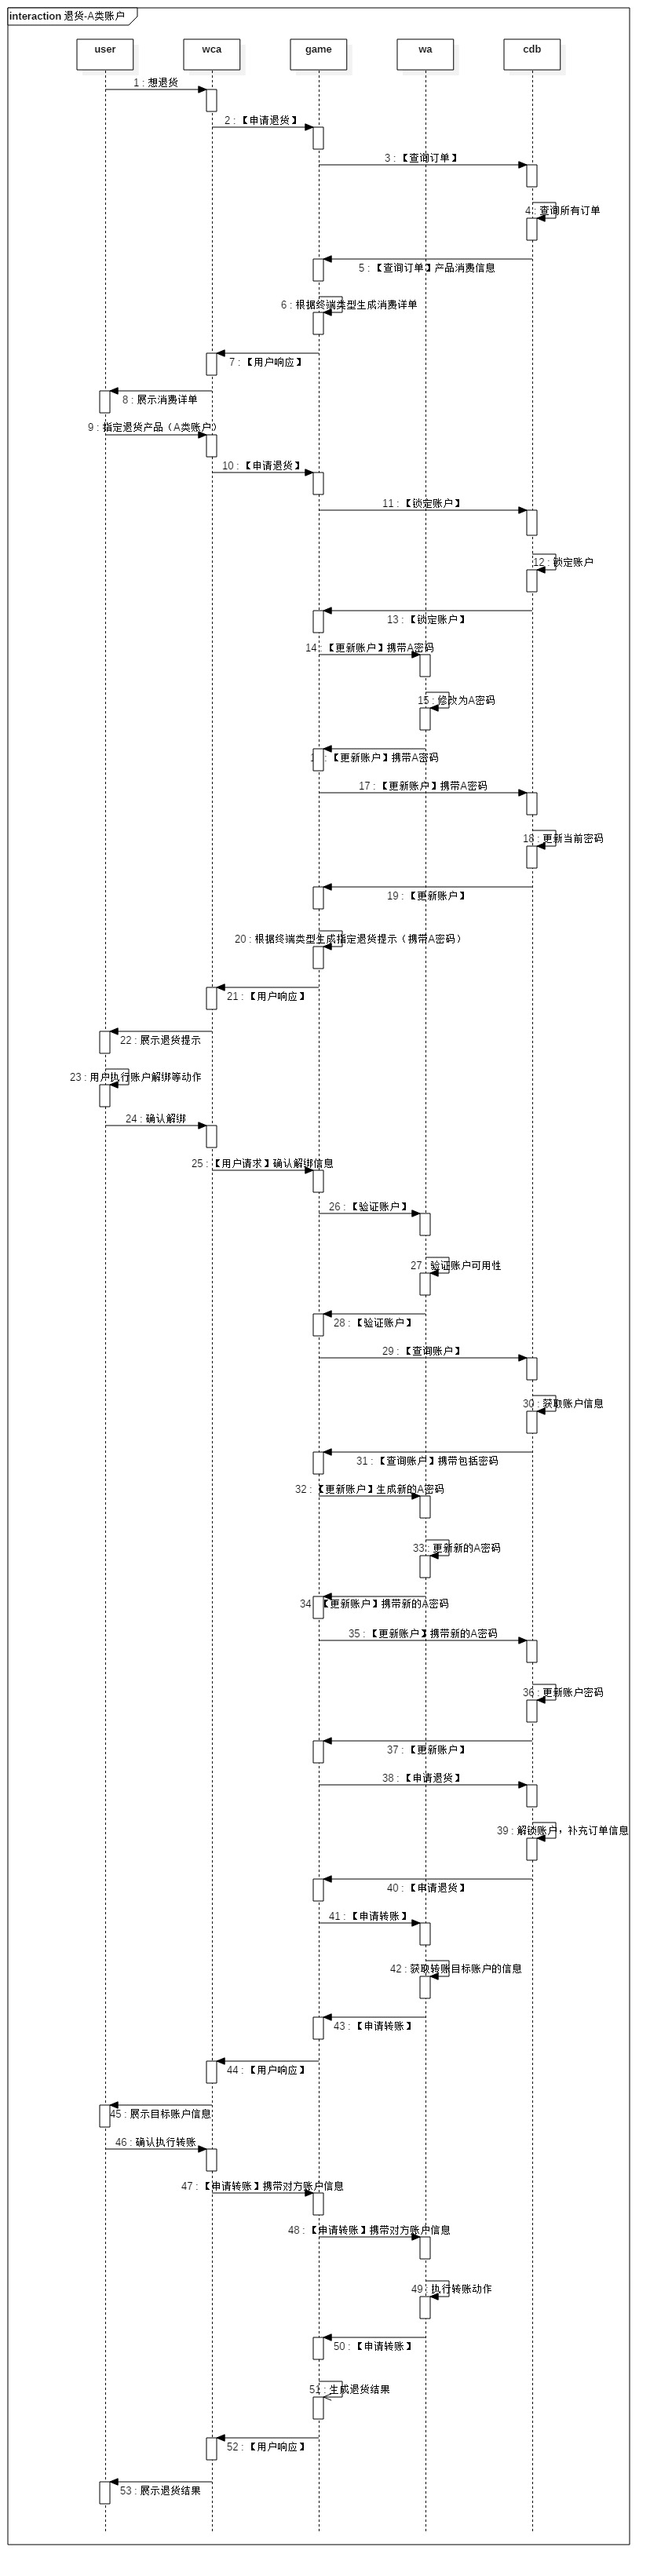 interaction 退货-A类账户
user
wca
game
wa
cdb
1 : 想退货
2 : 【申请退货】
3 : 【查询订单】
4 : 查询所有订单
5 : 【查询订单】产品消费信息
6 : 根据终端类型生成消费详单
7 : 【用户响应】
8 : 展示消费详单
9 : 指定退货产品（A类账户）
10 : 【申请退货】
11 : 【锁定账户】
12 : 锁定账户
13 : 【锁定账户】
14 : 【更新账户】携带A密码
15 : 修改为A密码
1 : 【更新账户】携带A密码
17 : 【更新账户】携带A密码
18 : 更新当前密码
19 : 【更新账户】
20 : 根据终端类型生成指定退货提示（携带A密码）
21 : 【用户响应】
22 : 展示退货提示
23 : 用户执行账户解绑等动作
24 : 确认解绑
25 : 【用户请求】确认解绑信息
26 : 【验证账户】
27 : 验证账户可用性
28 : 【验证账户】
29 : 【查询账户】
30 : 获取账户信息
31 : 【查询账户】携带包括密码
32 : 【更新账户】生成新的A密码
33 : 更新新的A密码
34 : 【更新账户】携带新的A密码
35 : 【更新账户】携带新的A密码
36 : 更新账户密码
37 : 【更新账户】
38 : 【申请退货】
39 : 解锁账户，补充订单信息
40 : 【申请退货】
41 : 【申请转账】
42 : 获取转账目标账户的信息
43 : 【申请转账】
44 : 【用户响应】
45 : 展示目标账户信息
46 : 确认执行转账
47 : 【申请转账】携带对方账户信息
48 : 【申请转账】携带对方账户信息
49 : 执行转账动作
50 : 【申请转账】
51 : 生成退货结果
52 : 【用户响应】
53 : 展示退货结果